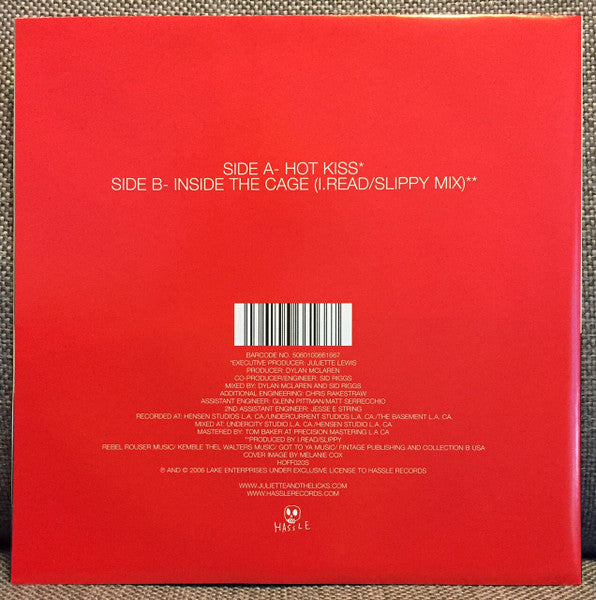 SIDE A- HOT KISS*
SIDE B- INSIDE THE CAGE (I.READ/SLIPPY MIX)**
BARCODE NO. 5060100661667
*EXECUTIVE PRODUCER: JULIETTE LEWIS
PRODUCER: DYLAN MCLAREN
CO-PRODUCER/ENGINEER: SID RIGGS
MIXED BY: DYLAN MCLAREN AND SID RIGGS
ADDITIONAL ENGINEERING: CHRIS RAKESTRAW
ASSISTANT ENGINEER: GLENN PITTMAN/MATT SERRECCHIO
2ND ASSISTANT ENGINEER: JESSE E STRING
RECORDED AT: HENSEN STUDIOS L.A. CA/UNDERCURRENT STUDIOS L.A. CA./THE BASEMENT L.A. CA
MIXED AT: UNDERCITY STUDIO L.A. CA/HENSEN STUDIO L.A. CA
MASTERED BY: TOM BAKER AT PRECISION MASTERING L.A CA
**PRODUCED BY I.READ/SLIPPY
REBEL ROUSER MUSIC/ KEMBLE THEL WALTERS MUSIC/ GOT TO YA MUSIC/ FINTAGE PUBLISHING AND COLLECTION B USA
COVER IMAGE BY MELANIE COX
HOFF020S
℗ AND © 2006 LAKE ENTERPRISES UNDER EXCLUSIVE LICENSE TO HASSLE RECORDS
WWW.JULIETTEANDTHELICKS.COM
WWW.HASSLERECORDS.COM
HASSLE